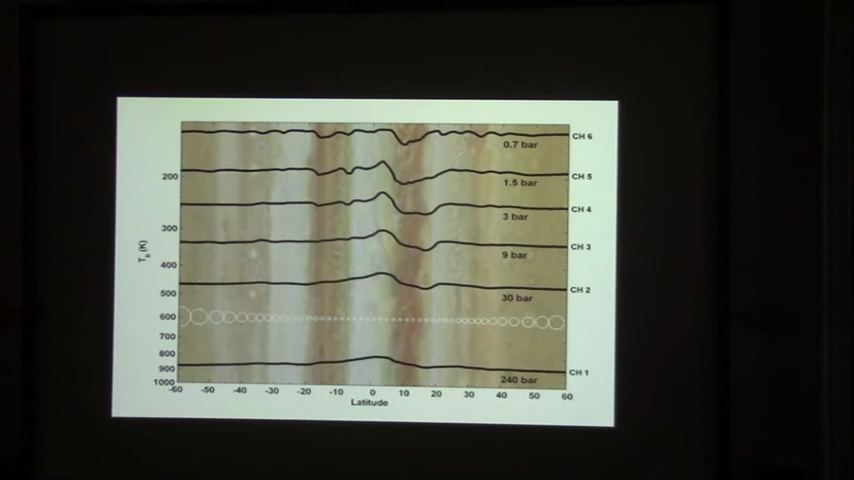 CH 6
0.7 bar
200
CH 5
1.5 bar
CH 4
3 bar
300
CH 3
9 bar
T_b (K)
400
CH 2
30 bar
500
600
700
800
900
CH 1
240 bar
1000
-60 -50 -40 -30 -20 -10 0 10 20 30 40 50 60
Latitude